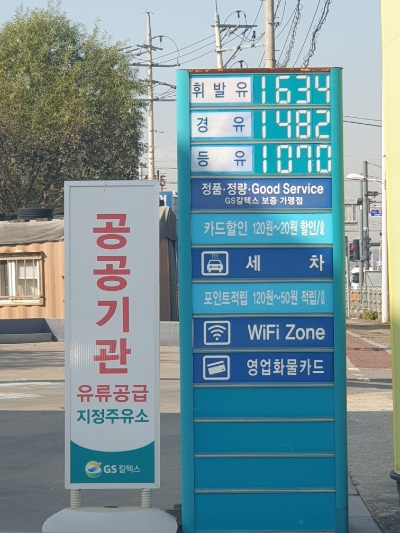 공공기관
유류공급
지정주유소
GS칼텍스
휘발유 1634
경유 1482
등유 1070
정품·정량·Good Service
GS칼텍스 보증 가맹점
카드할인 120원~20원 할인/ℓ
세차
포인트적립 120원~50원 적립/ℓ
WiFi Zone
영업화물카드